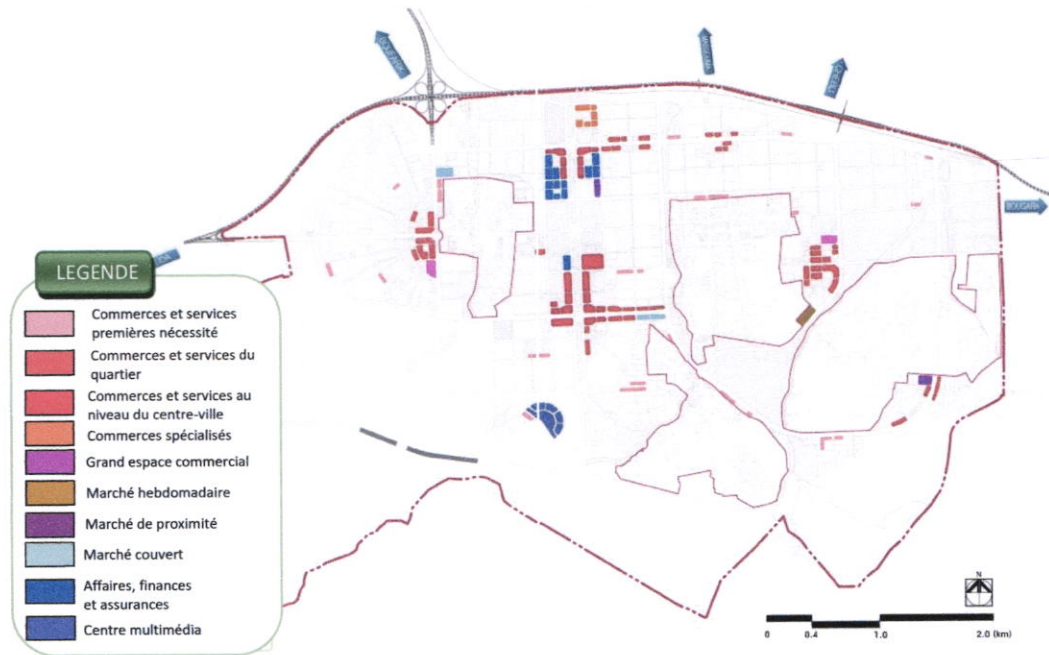 BOUFARIK
CHEBLI
BOUGARA
LEGENDE
Commerces et services
premières nécessité
Commerces et services du
quartier
Commerces et services au
niveau du centre-ville
Commerces spécialisés
Grand espace commercial
Marché hebdomadaire
Marché de proximité
Marché couvert
Affaires, finances
et assurances
Centre multimédia
N
0 0.4 1.0 2.0 (km)